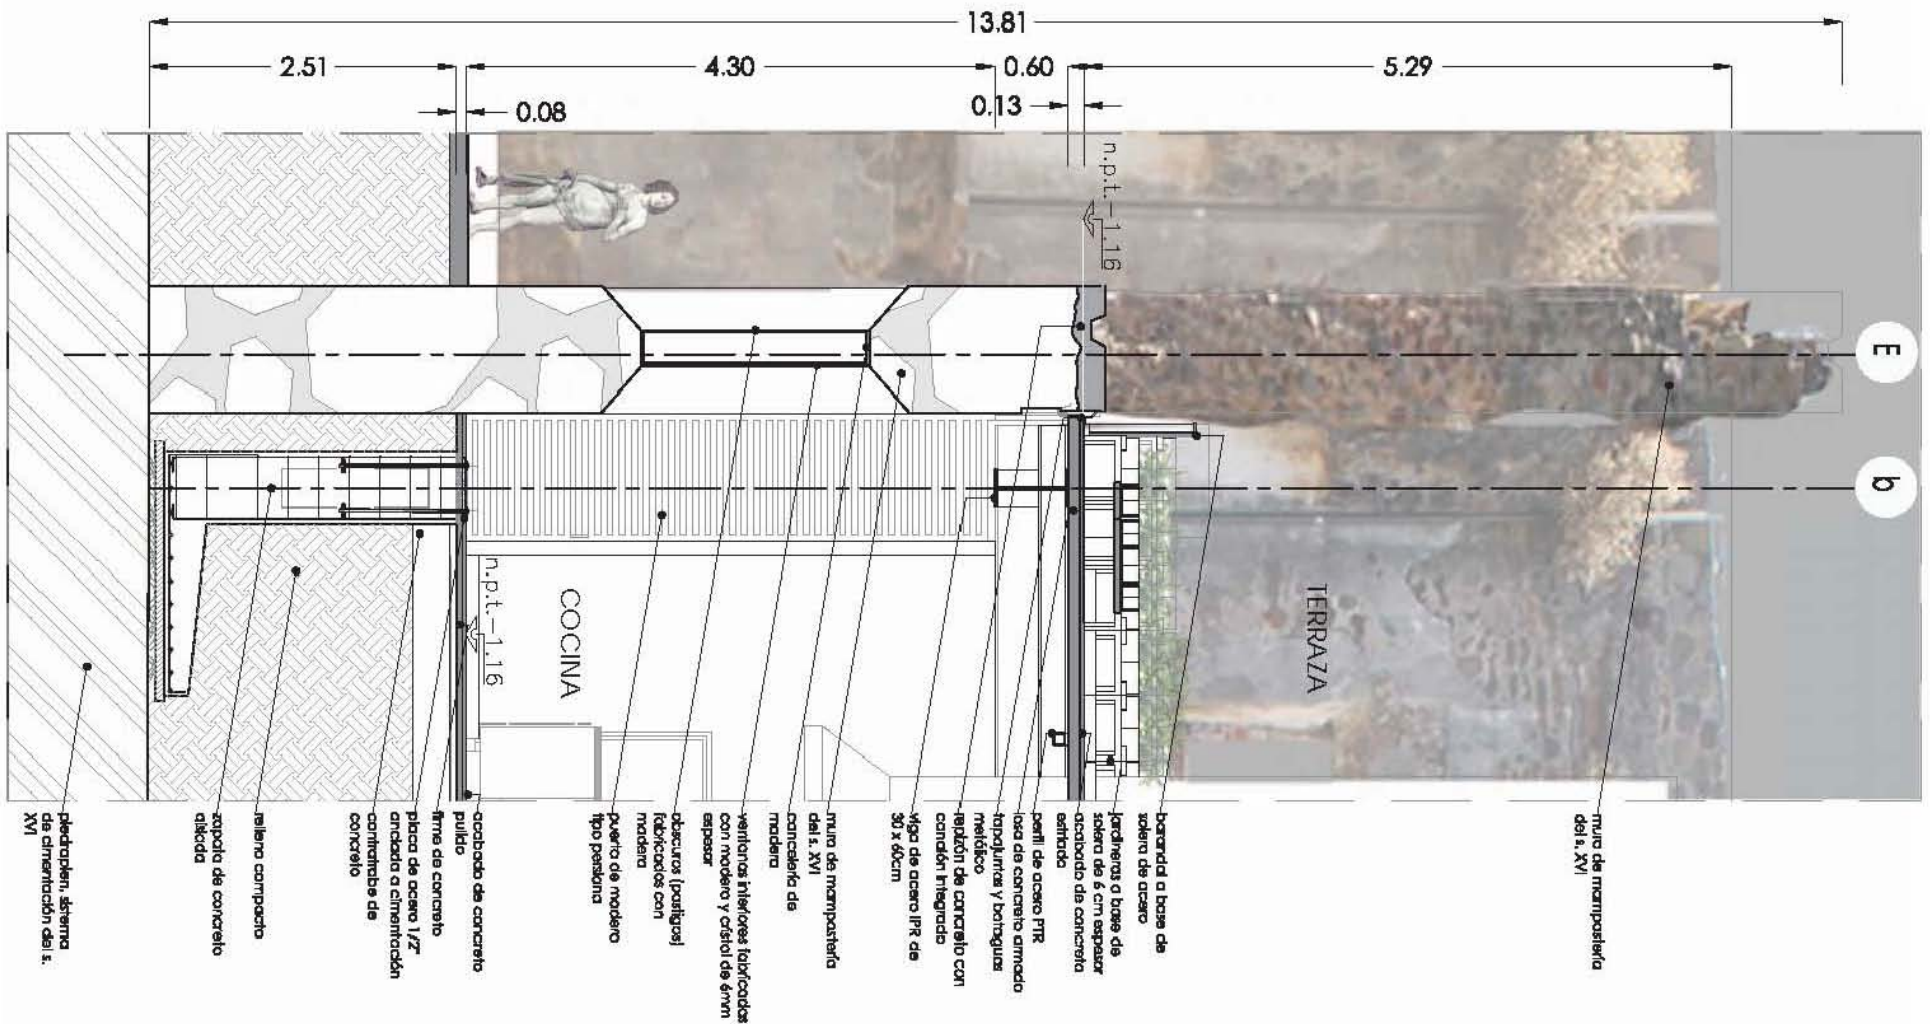 13.81
2.51
4.30
0.60
5.29
0.08
0.13
n.p.t.-1.16
E
b
TERRAZA
COCINA
n.p.t.-1.16
muro de mampostería
del s. XVI
barandal a base de
solera de acero
jardineras a base de
solera de 6 cm espesor
acabado de concreto
estriado
perfil de acero PTR
losa de concreto armado
tapajuntas y botaguas
metálico
repizón de concreto con
canalón integrado
viga de acero IPR de
30 x 60cm
muro de mampostería
del s. XVI
cancelería de
madera
ventanas interiores fabricadas
con madera y cristal de 6mm
espesor
obscuros (postigos)
fabricados con
madera
puerta de madera
tipo persiana
acabado de concreto
pulido
firme de concreto
placa de acero 1/2"
anclada a cimentación
contratrabe de
concreto
relleno compacto
zapata de concreto
aislada
pedraplen, sistema
de cimentación del s.
XVI